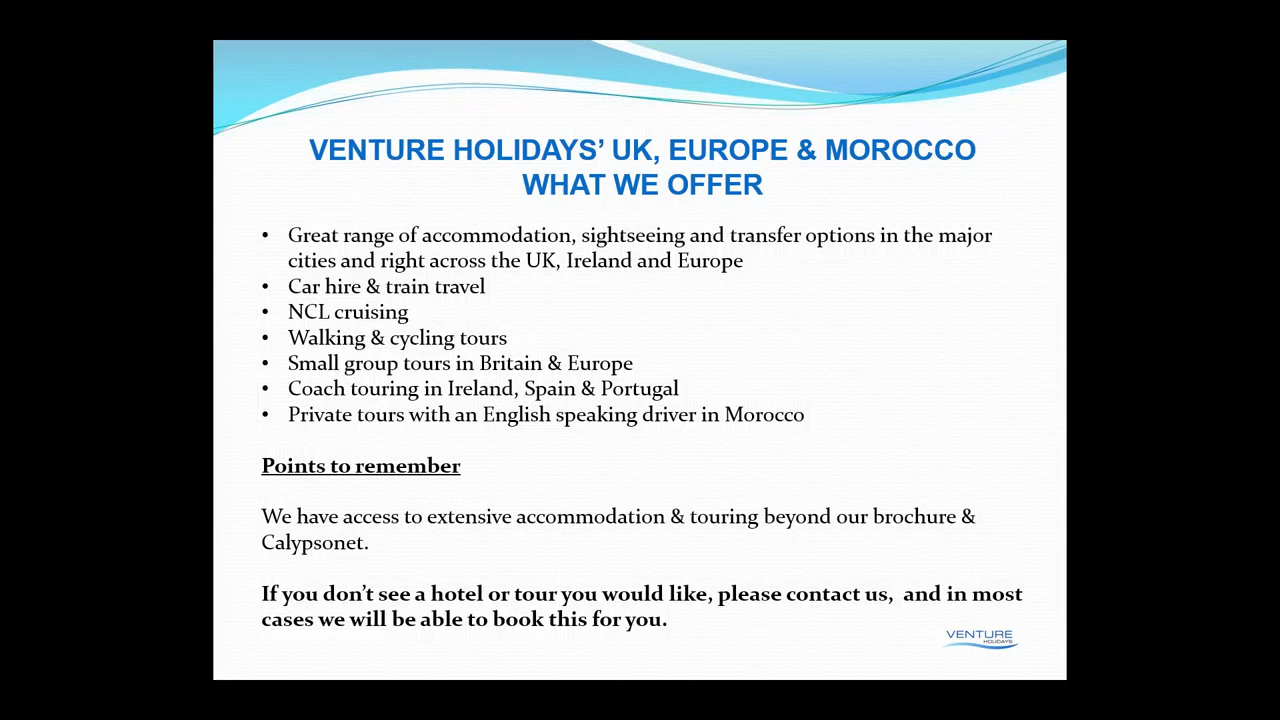 VENTURE HOLIDAYS’ UK, EUROPE & MOROCCO
WHAT WE OFFER
• Great range of accommodation, sightseeing and transfer options in the major
cities and right across the UK, Ireland and Europe
• Car hire & train travel
• NCL cruising
• Walking & cycling tours
• Small group tours in Britain & Europe
• Coach touring in Ireland, Spain & Portugal
• Private tours with an English speaking driver in Morocco
Points to remember
We have access to extensive accommodation & touring beyond our brochure &
Calypsonet.
If you don’t see a hotel or tour you would like, please contact us,  and in most
cases we will be able to book this for you.
VENTURE
HOLIDAYS